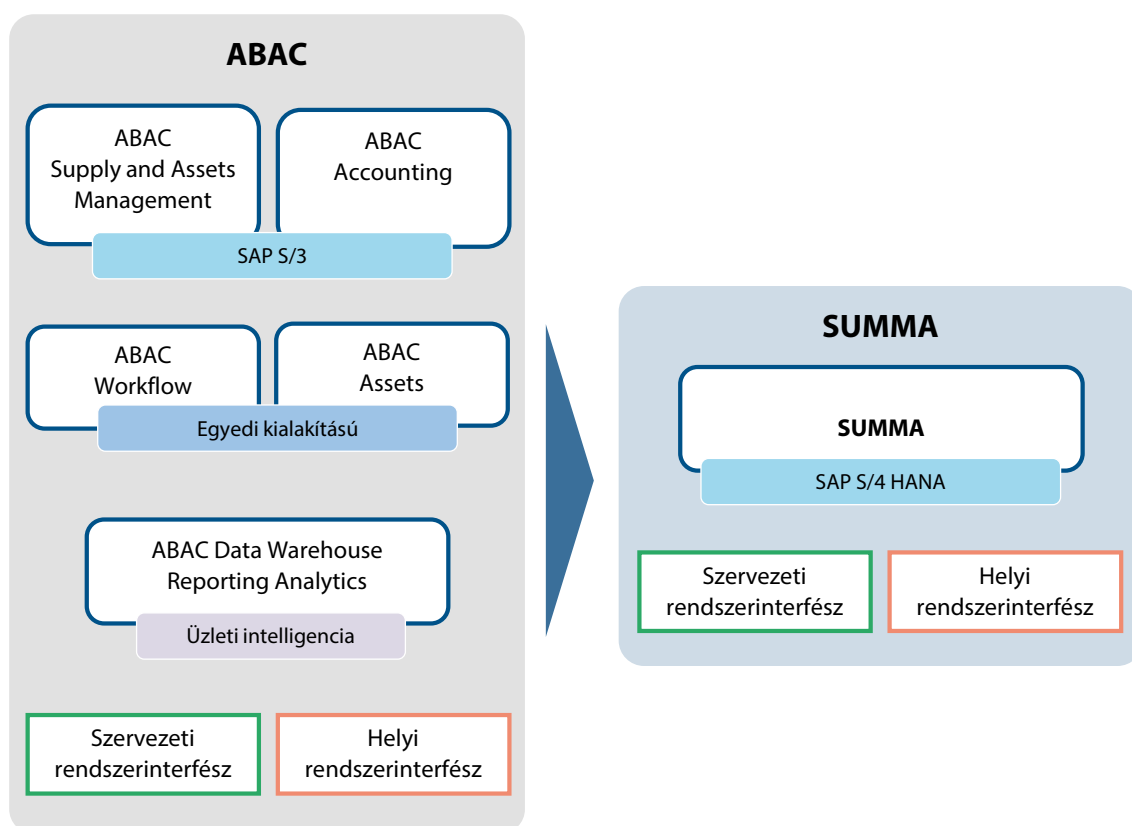 ABAC
ABAC
Supply and Assets
Management
ABAC
Accounting
SAP S/3
ABAC
Workflow
ABAC
Assets
Egyedi kialakítású
ABAC Data Warehouse
Reporting Analytics
Üzleti intelligencia
Szervezeti
rendszerinterfész
Helyi
rendszerinterfész
SUMMA
SUMMA
SAP S/4 HANA
Szervezeti
rendszerinterfész
Helyi
rendszerinterfész